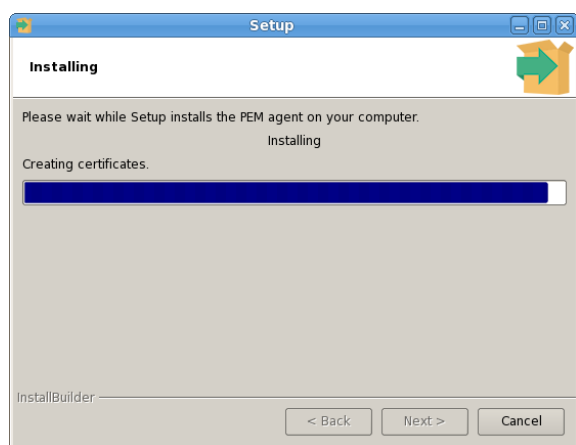 Setup
Installing
Please wait while Setup installs the PEM agent on your computer.
Installing
Creating certificates.
InstallBuilder
< Back Next > Cancel